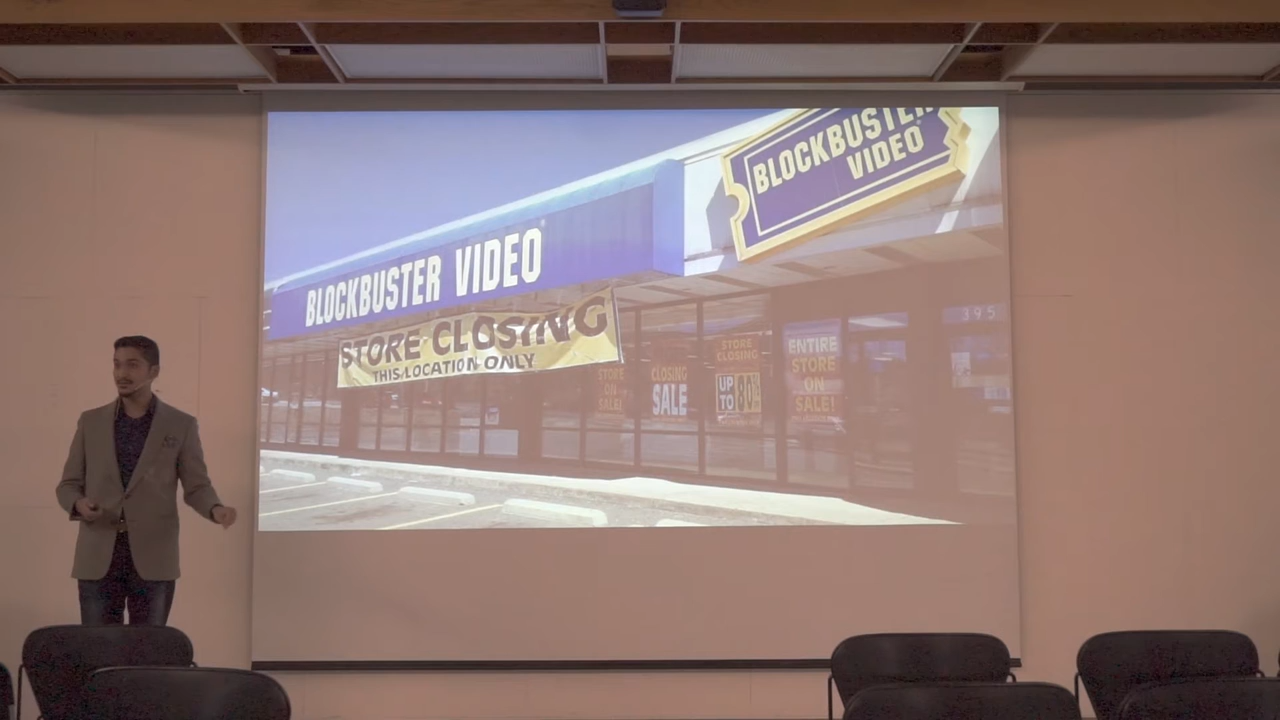 BLOCKBUSTER
VIDEO
BLOCKBUSTER VIDEO
STORE CLOSING
THIS LOCATION ONLY
395
STORE
ON
SALE!
CLOSING
SALE
STORE
CLOSING
UP
TO 80%
ENTIRE
STORE
ON
SALE!